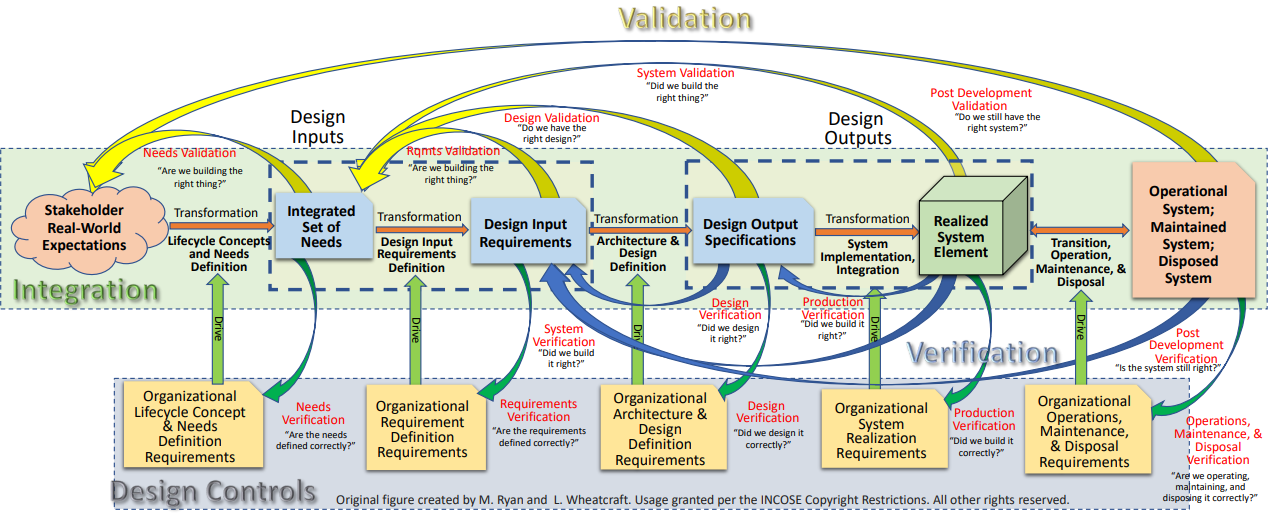 Validation
System Validation
"Did we build the
right thing?"
Post Development
Validation
"Do we still have the
right system?"
Design
Inputs
Design Validation
"Do we have the
right design?"
Design
Outputs
Needs Validation
"Are we building the
right thing?"
Rqmts Validation
"Are we building the
right thing?"
Stakeholder
Real-World
Expectations
Transformation
Lifecycle Concepts
and Needs
Definition
Integrated
Set of
Needs
Transformation
Design Input
Requirements
Definition
Design Input
Requirements
Transformation
Architecture &
Design
Definition
Design Output
Specifications
Transformation
System
Implementation,
Integration
Realized
System
Element
Transition,
Operation,
Maintenance, &
Disposal
Operational
System;
Maintained
System;
Disposed
System
Integration
Drive
Drive
Drive
Drive
Drive
System
Verification
"Did we build
it right?"
Design
Verification
"Did we design
it right?"
Production
Verification
"Did we build it
right?"
Verification
Post
Development
Verification
"Is the system still right?"
Organizational
Lifecycle Concept
& Needs
Definition
Requirements
Needs
Verification
"Are the needs
defined correctly?"
Organizational
Requirement
Definition
Requirements
Requirements
Verification
"Are the requirements
defined correctly?"
Organizational
Architecture &
Design
Definition
Requirements
Design
Verification
"Did we design it
correctly?"
Organizational
System
Realization
Requirements
Production
Verification
"Did we build it
correctly?"
Organizational
Operations,
Maintenance,
& Disposal
Requirements
Operations,
Maintenance, &
Disposal
Verification
"Are we operating,
maintaining, and
disposing it correctly?"
Design Controls
Original figure created by M. Ryan and L. Wheatcraft. Usage granted per the INCOSE Copyright Restrictions. All other rights reserved.